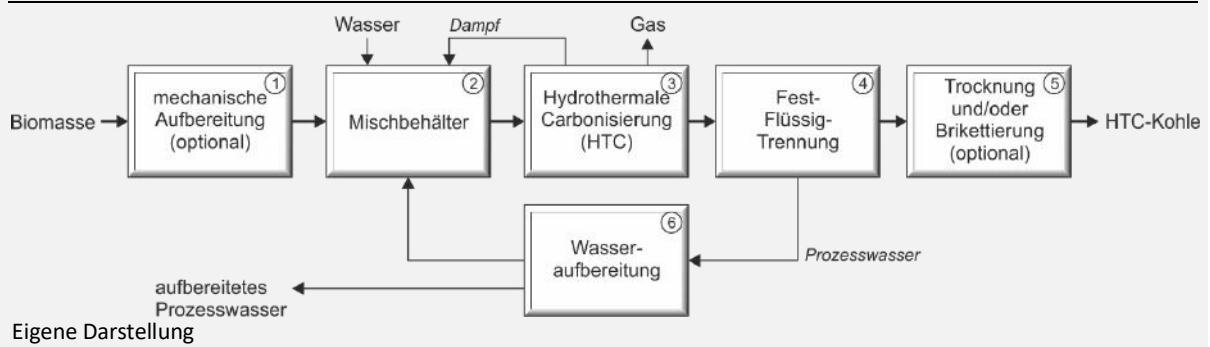 Wasser
Dampf
Gas
Biomasse
1
mechanische
Aufbereitung
(optional)
2
Mischbehälter
3
Hydrothermale
Carbonisierung
(HTC)
4
Fest-
Flüssig-
Trennung
5
Trocknung
und/oder
Brikettierung
(optional)
HTC-Kohle
6
Wasser-
aufbereitung
Prozesswasser
aufbereitetes
Prozesswasser
Eigene Darstellung